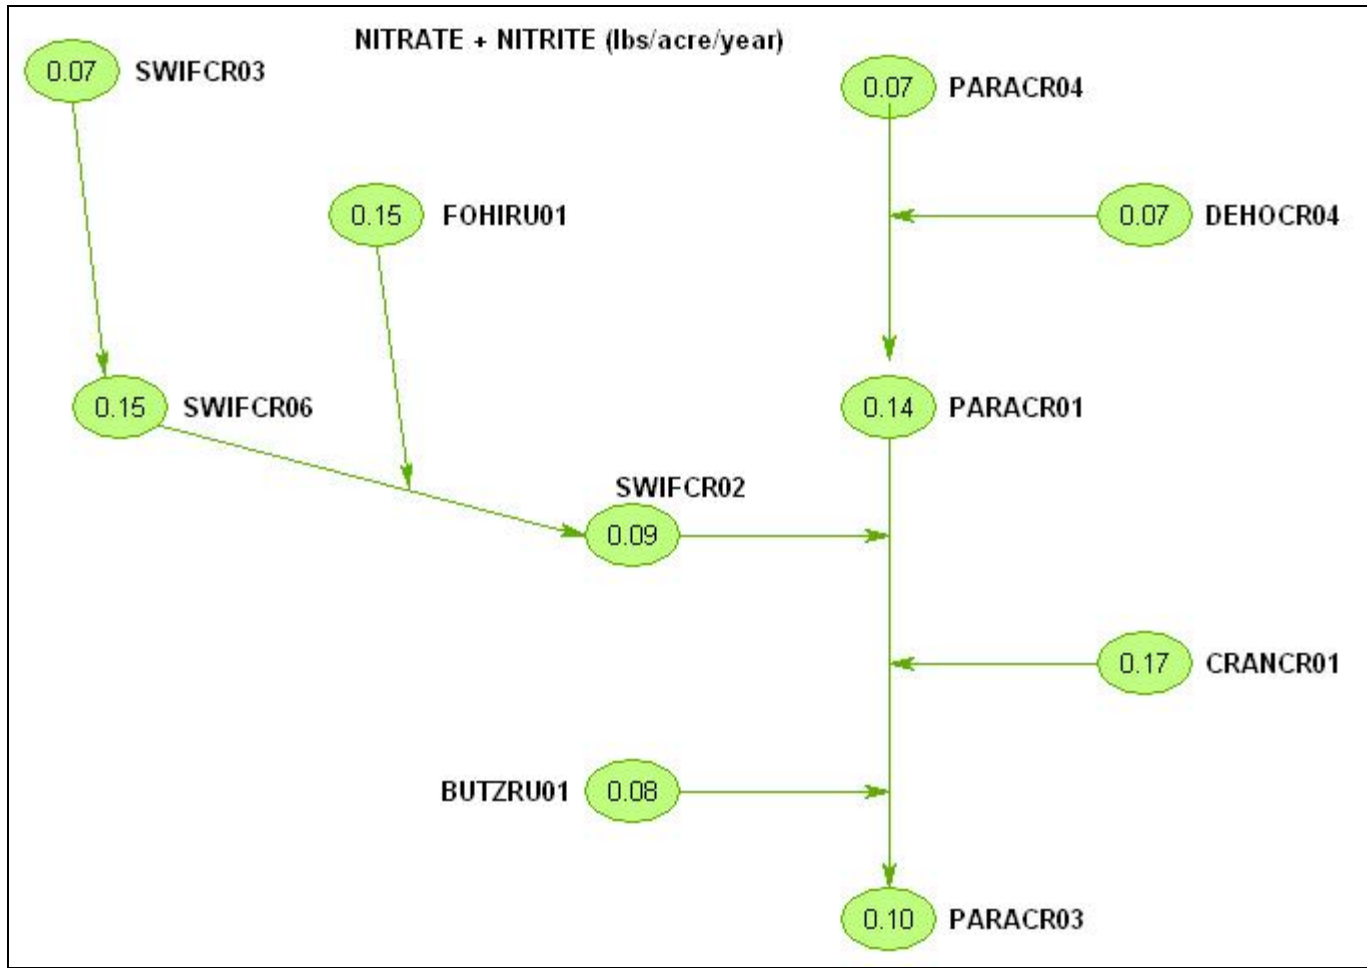 NITRATE + NITRITE (lbs/acre/year)
0.07 SWIFCR03
0.07 PARACR04
0.15 FOHIRU01
0.07 DEHOCR04
0.15 SWIFCR06
0.14 PARACR01
SWIFCR02
0.09
0.17 CRANCR01
BUTZRU01 0.08
0.10 PARACR03